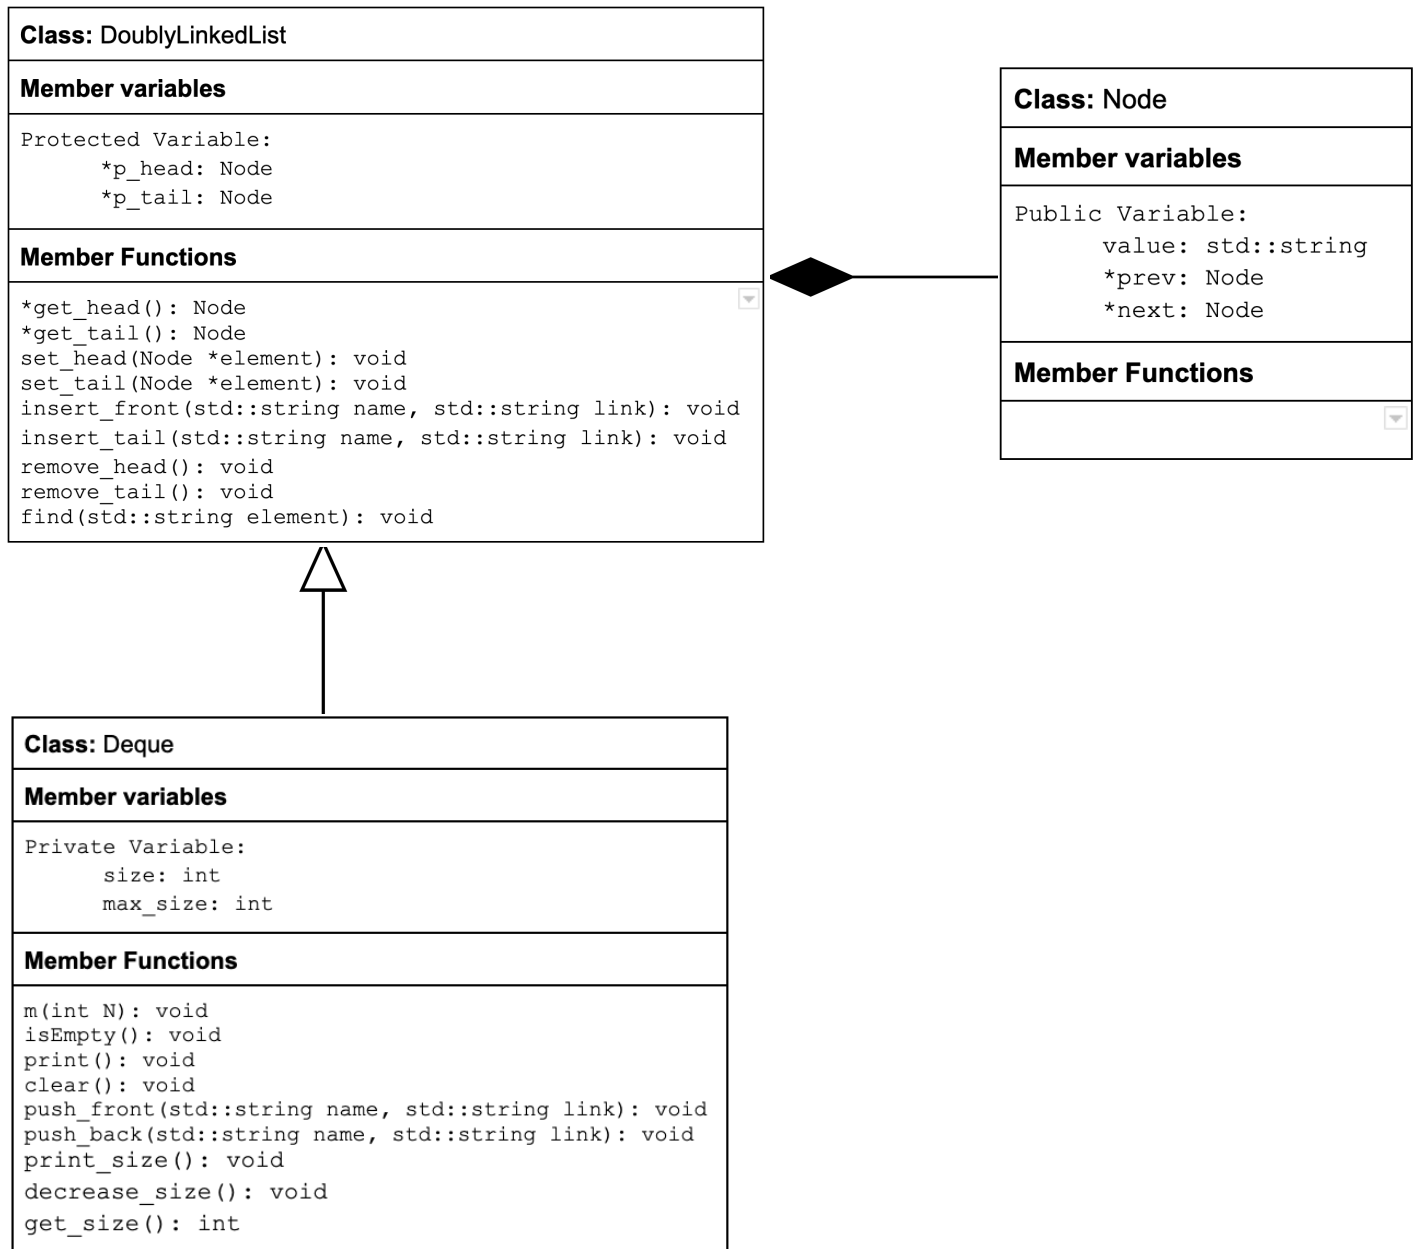 Class: DoublyLinkedList
Member variables
Protected Variable:
*p_head: Node
*p_tail: Node
Member Functions
*get_head(): Node
*get_tail(): Node
set_head(Node *element): void
set_tail(Node *element): void
insert_front(std::string name, std::string link): void
insert_tail(std::string name, std::string link): void
remove_head(): void
remove_tail(): void
find(std::string element): void
Class: Node
Member variables
Public Variable:
value: std::string
*prev: Node
*next: Node
Member Functions
Class: Deque
Member variables
Private Variable:
size: int
max_size: int
Member Functions
m(int N): void
isEmpty(): void
print(): void
clear(): void
push_front(std::string name, std::string link): void
push_back(std::string name, std::string link): void
print_size(): void
decrease_size(): void
get_size(): int